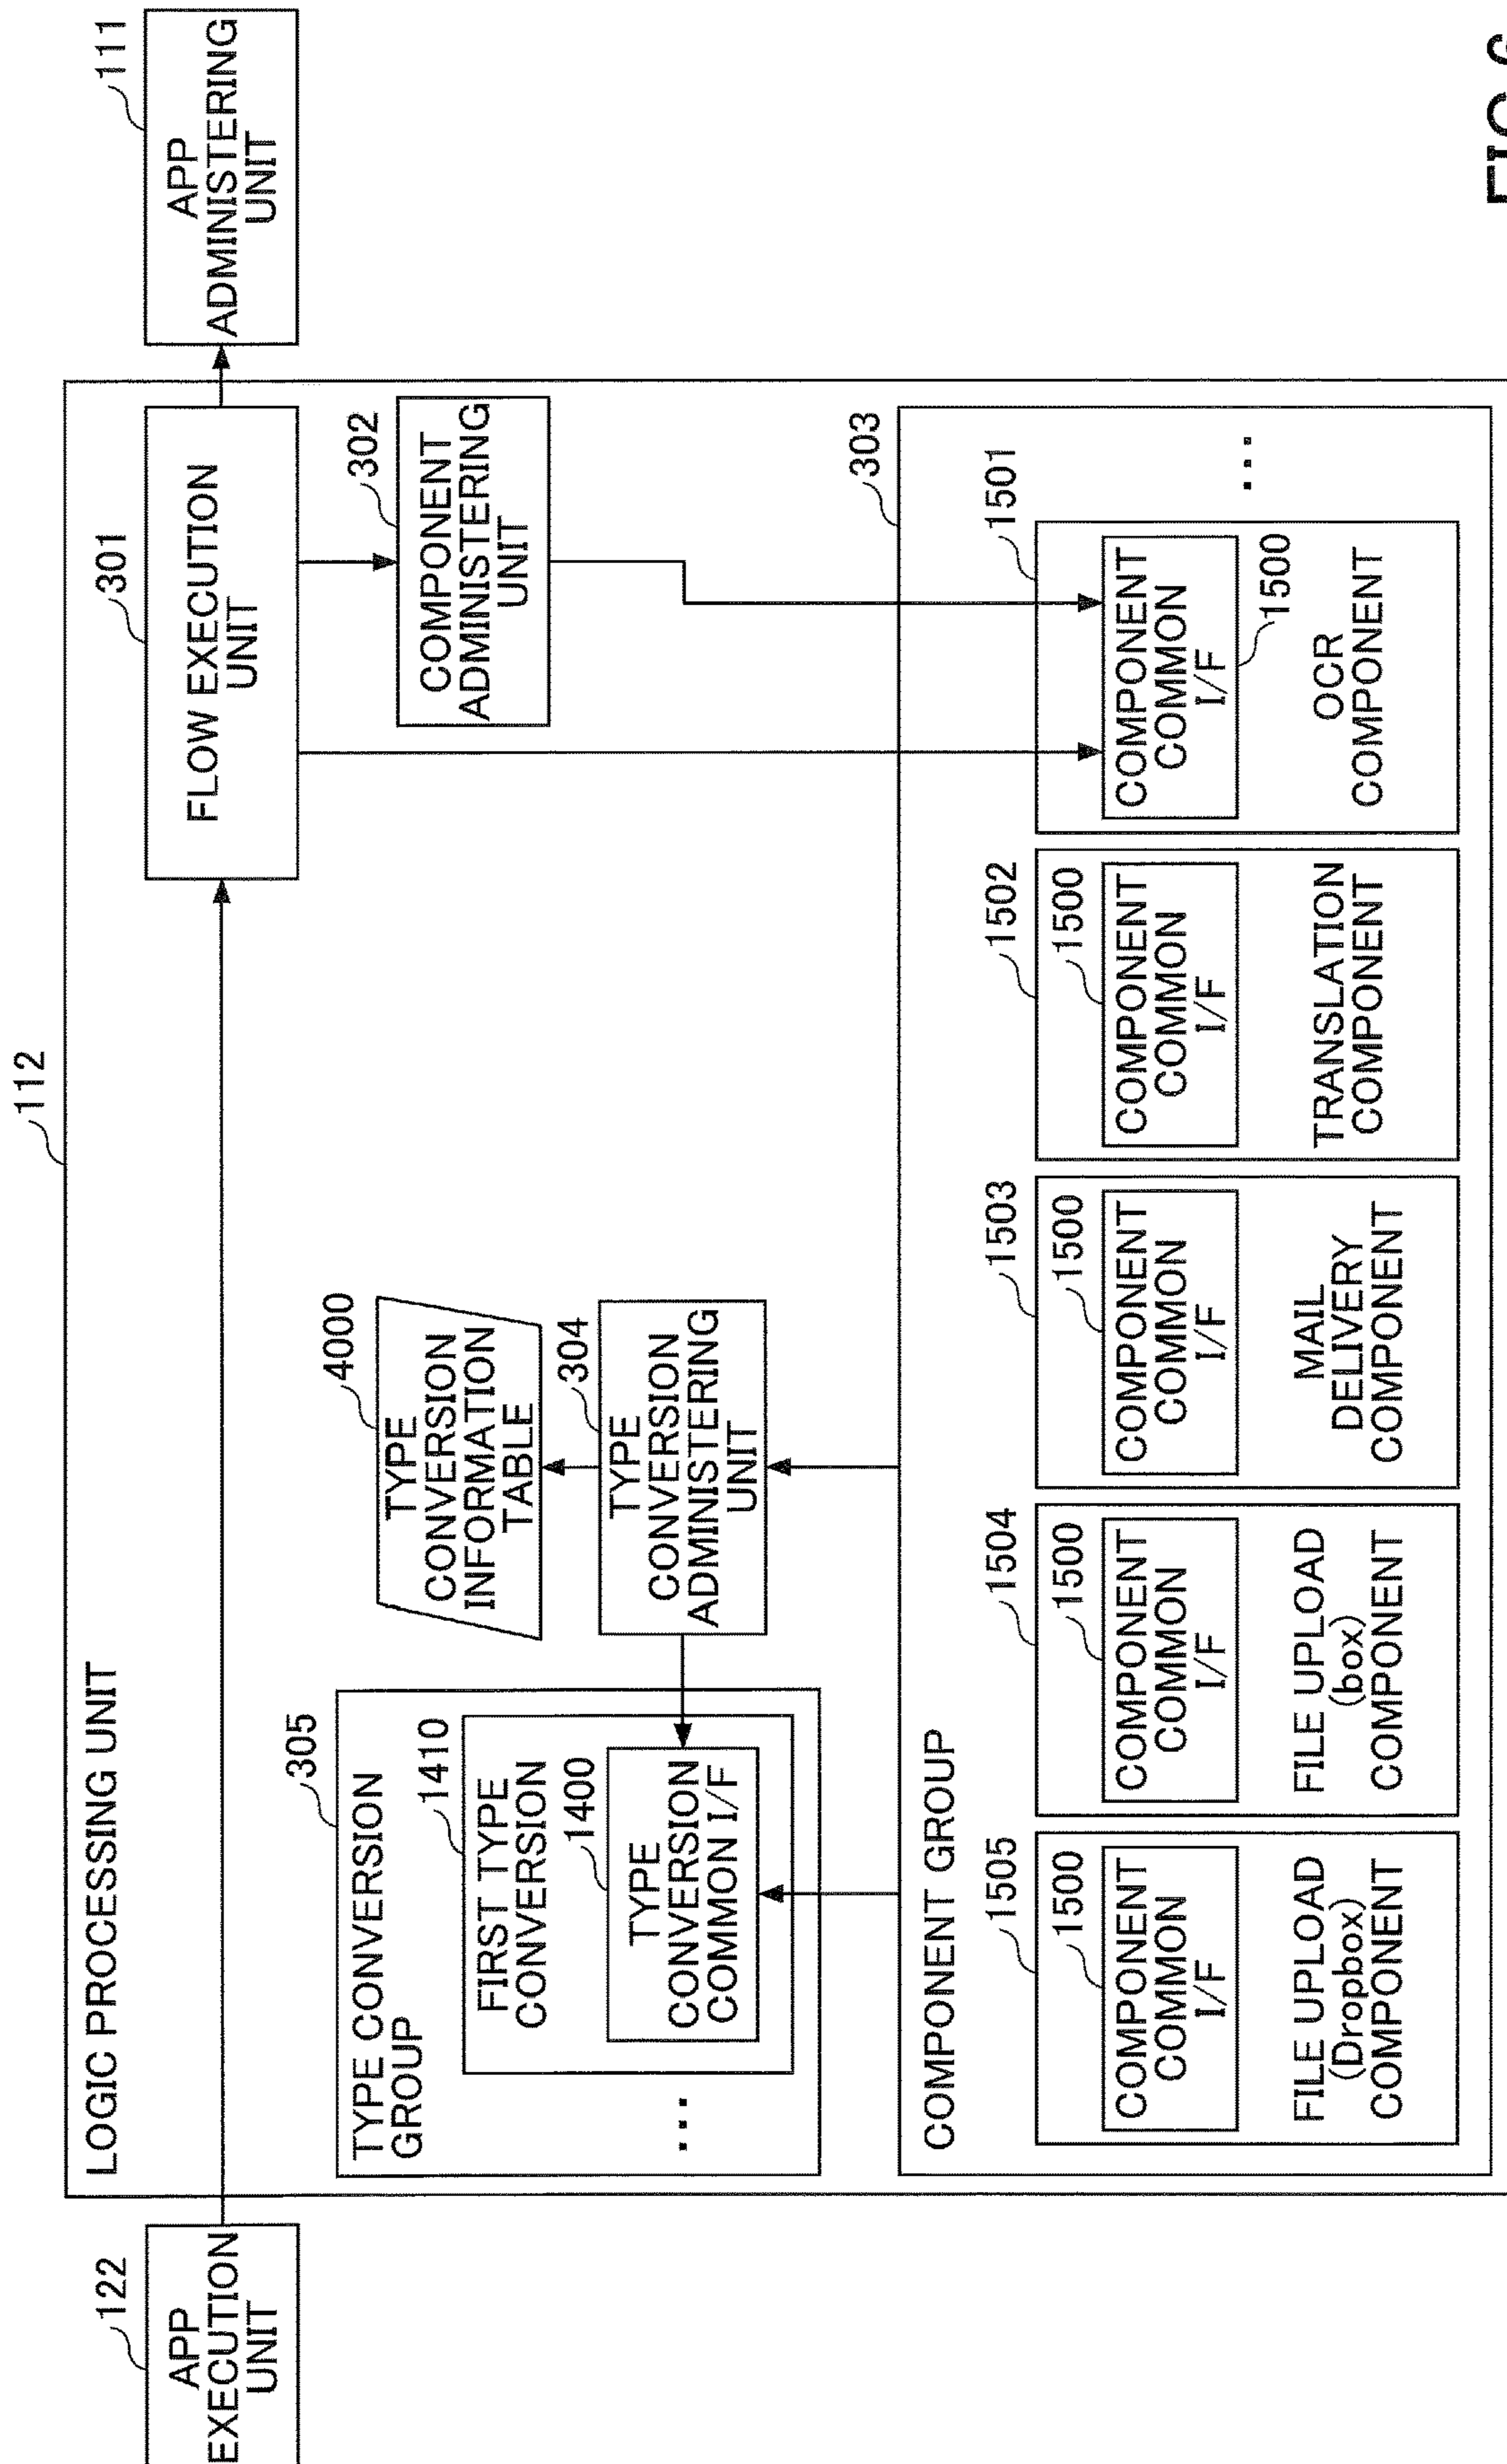 112
122
APP
EXECUTION
UNIT
LOGIC PROCESSING UNIT
301
FLOW EXECUTION
UNIT
111
APP
ADMINISTERING
UNIT
305
TYPE CONVERSION
GROUP
1410
FIRST TYPE
CONVERSION
1400
TYPE
CONVERSION
COMMON I/F
...
4000
TYPE
CONVERSION
INFORMATION
TABLE
304
TYPE
CONVERSION
ADMINISTERING
UNIT
302
COMPONENT
ADMINISTERING
UNIT
303
COMPONENT GROUP
1505
1500
COMPONENT
COMMON
I/F
FILE UPLOAD
(Dropbox)
COMPONENT
1504
1500
COMPONENT
COMMON
I/F
FILE UPLOAD
(box)
COMPONENT
1503
1500
COMPONENT
COMMON
I/F
MAIL
DELIVERY
COMPONENT
1502
1500
COMPONENT
COMMON
I/F
TRANSLATION
COMPONENT
1501
COMPONENT
COMMON
I/F
1500
OCR
COMPONENT
...